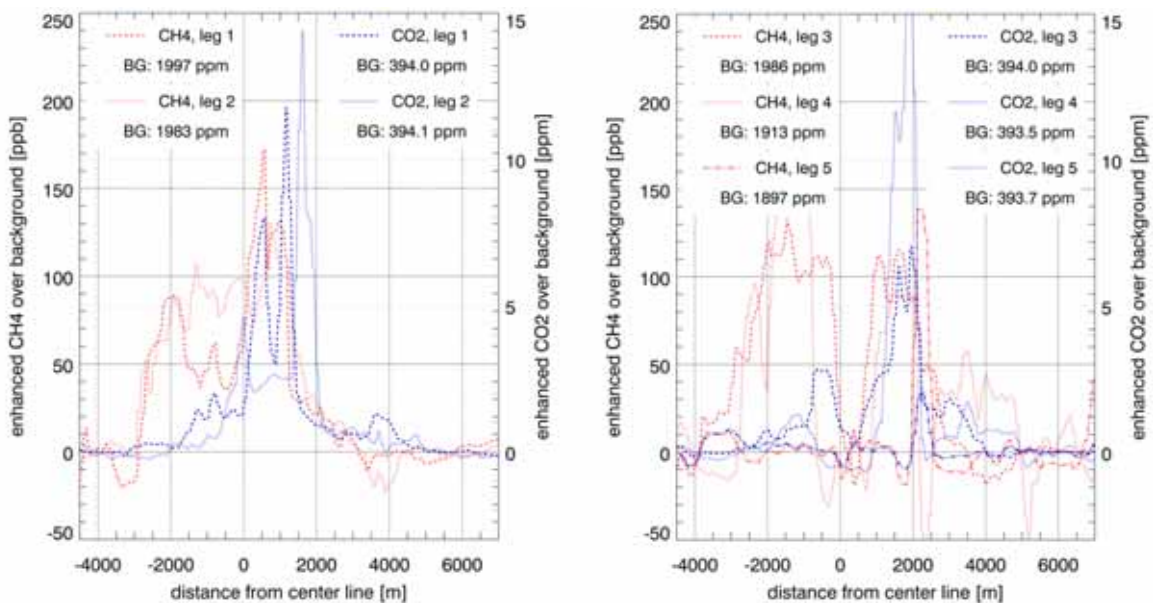 250
200
150
100
50
0
-50
enhanced CH4 over background [ppb]
CH4, leg 1
BG: 1997 ppm
CH4, leg 2
BG: 1983 ppm
CO2, leg 1
BG: 394.0 ppm
CO2, leg 2
BG: 394.1 ppm
15
10
5
0
enhanced CO2 over background [ppm]
-4000 -2000 0 2000 4000 6000
distance from center line [m]
250
200
150
100
50
0
-50
enhanced CH4 over background [ppb]
CH4, leg 3
BG: 1986 ppm
CH4, leg 4
BG: 1913 ppm
CH4, leg 5
BG: 1897 ppm
CO2, leg 3
BG: 394.0 ppm
CO2, leg 4
BG: 393.5 ppm
CO2, leg 5
BG: 393.7 ppm
15
10
5
0
enhanced CO2 over background [ppm]
-4000 -2000 0 2000 4000 6000
distance from center line [m]